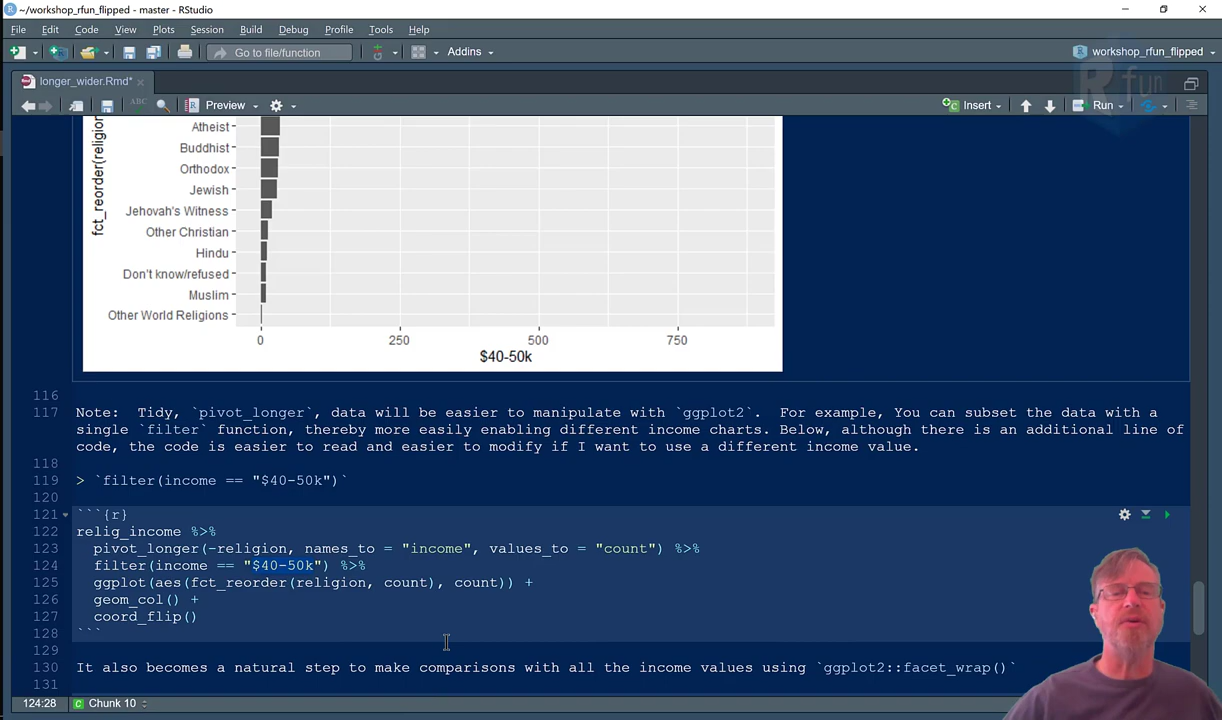 ~/workshop_rfun_flipped - master - RStudio
File Edit Code View Plots Session Build Debug Profile Tools Help
Go to file/function Addins workshop_rfun_flipped
longer_wider.Rmd*
ABC Preview Insert Run
R fun
fct_reorder(religion
Atheist
Buddhist
Orthodox
Jewish
Jehovah's Witness
Other Christian
Hindu
Don't know/refused
Muslim
Other World Religions
0 250 500 750
$40-50k
116
117 Note: Tidy, `pivot_longer`, data will be easier to manipulate with `ggplot2`. For example, You can subset the data with a
single `filter` function, thereby more easily enabling different income charts. Below, although there is an additional line of
code, the code is easier to read and easier to modify if I want to use a different income value.
118
119 > `filter(income == "$40-50k")`
120
121 ```{r}
122 relig_income %>%
123 pivot_longer(-religion, names_to = "income", values_to = "count") %>%
124 filter(income == "$40-50k") %>%
125 ggplot(aes(fct_reorder(religion, count), count)) +
126 geom_col() +
127 coord_flip()
128 ```
129
130 It also becomes a natural step to make comparisons with all the income values using `ggplot2::facet_wrap()`
131
124:28 Chunk 10